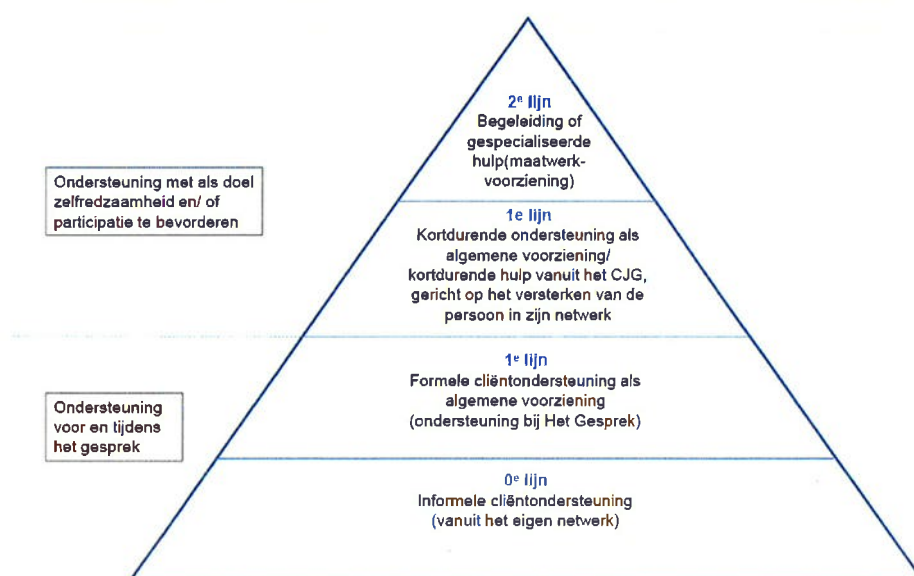 2e lijn
Begeleiding of
gespecialiseerde
hulp(maatwerk-
voorziening)
Ondersteuning met als doel
zelfredzaamheid en/ of
participatie te bevorderen
1e lijn
Kortdurende ondersteuning als
algemene voorziening/
kortdurende hulp vanuit het CJG,
gericht op het versterken van de
persoon in zijn netwerk
1e lijn
Formele cliëntondersteuning als
algemene voorziening
(ondersteuning bij Het Gesprek)
Ondersteuning
voor en tijdens
het gesprek
0e lijn
Informele cliëntondersteuning
(vanuit het eigen netwerk)